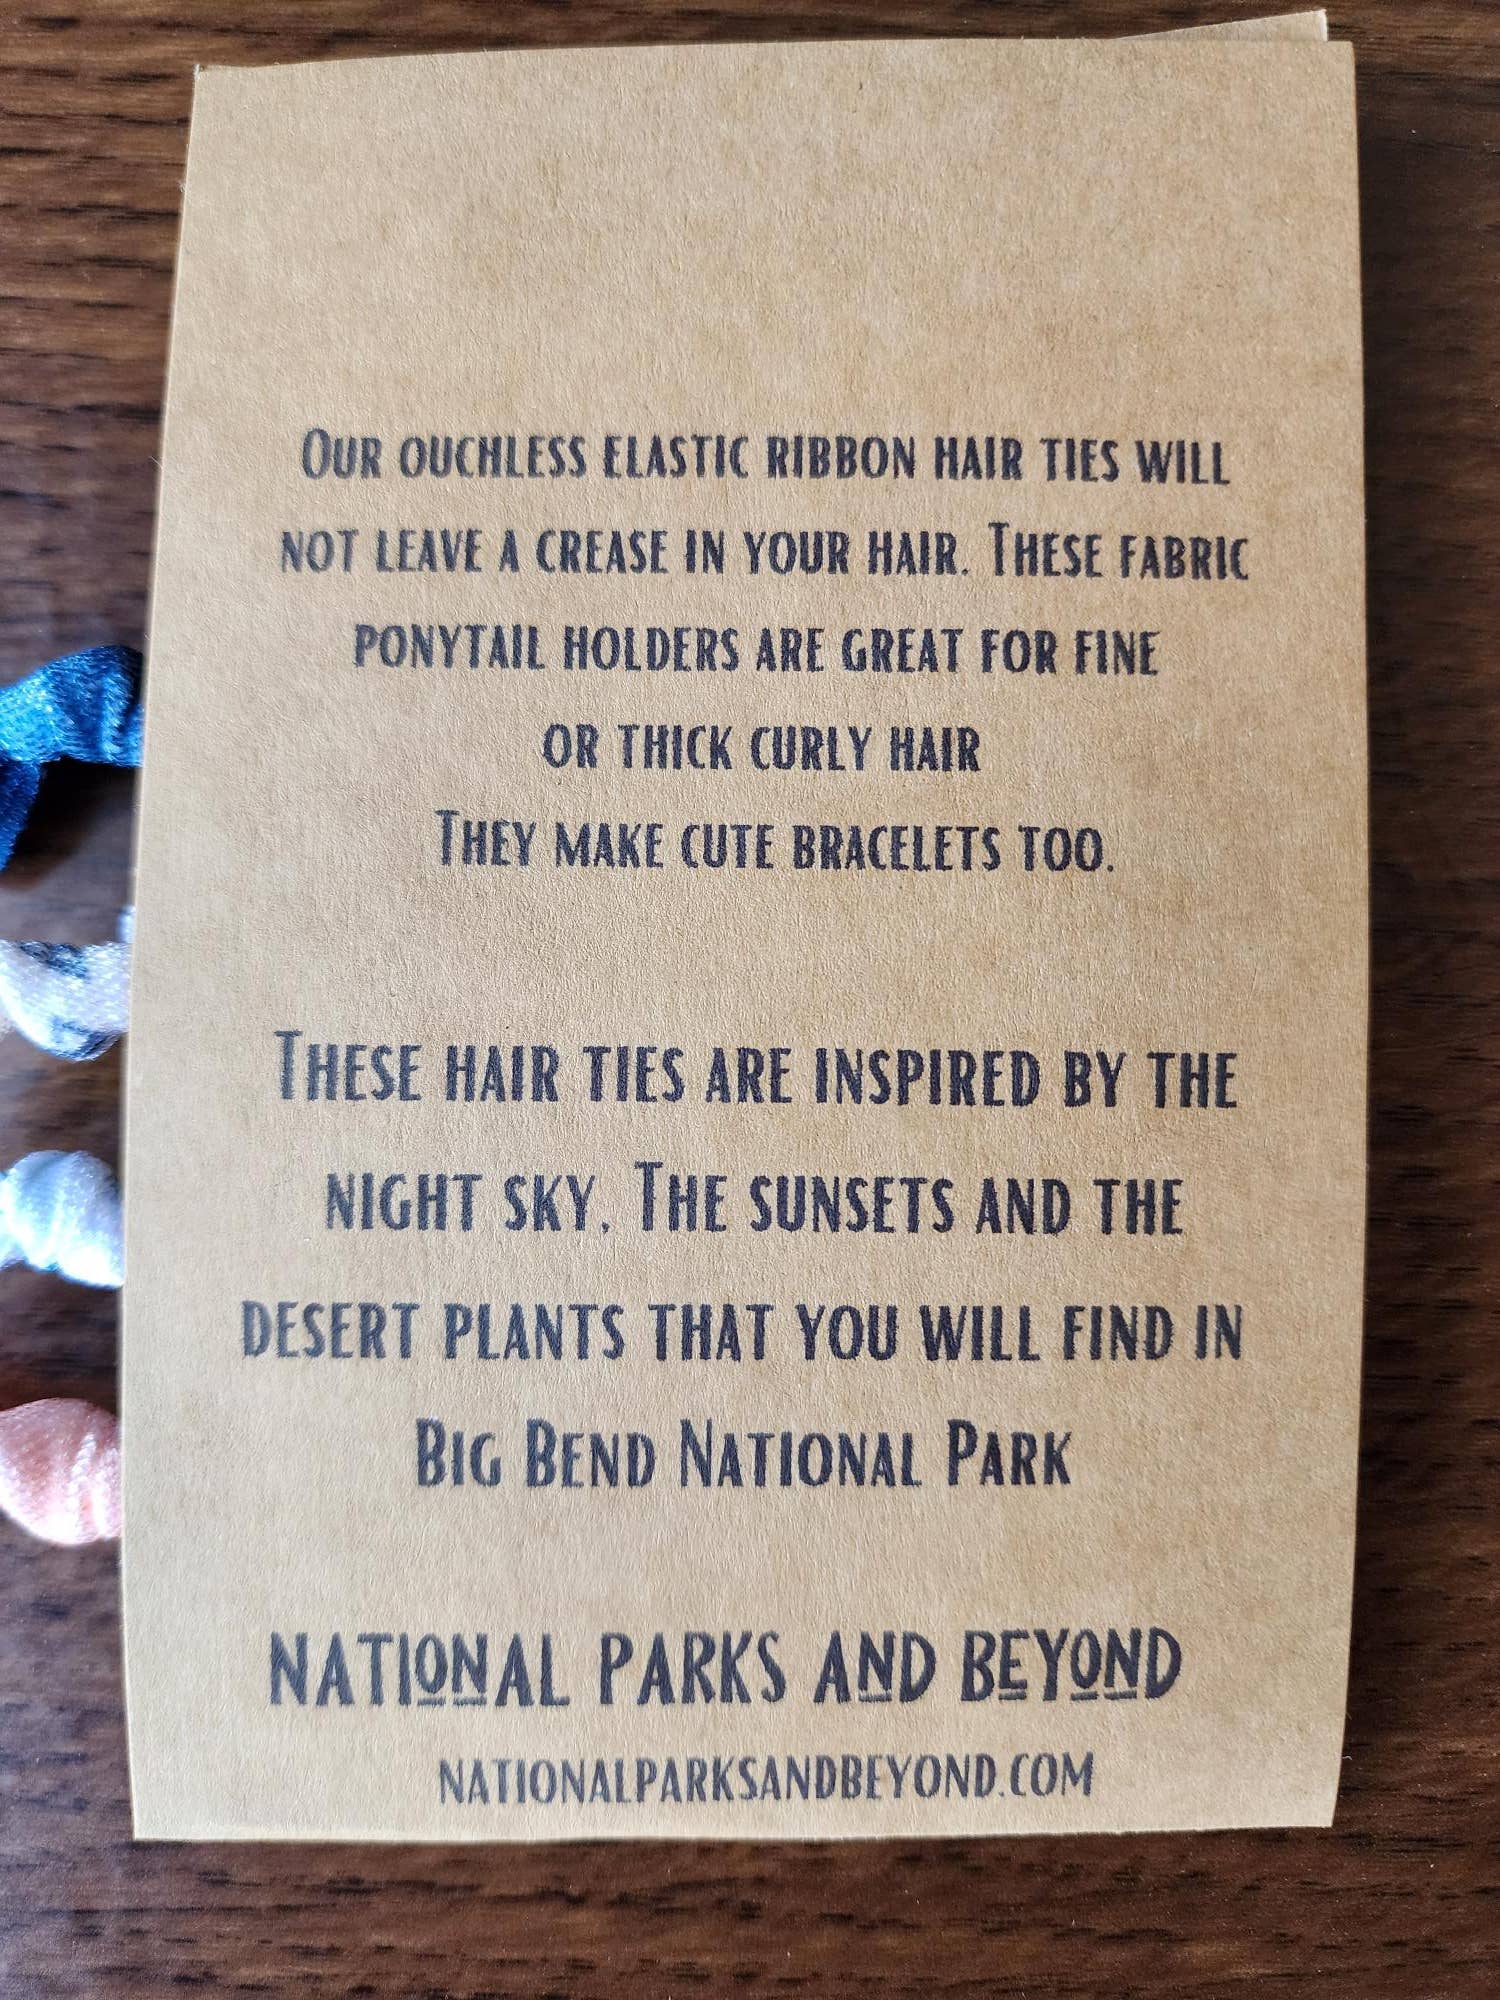 Our ouchless elastic ribbon hair ties will
not leave a crease in your hair. These fabric
ponytail holders are great for fine
or thick curly hair
They make cute bracelets too.
These hair ties are inspired by the
night sky. The sunsets and the
desert plants that you will find in
Big Bend National Park
NATIONAL PARKS AND BEYOND
NATIONALPARKSANDBEYOND.COM